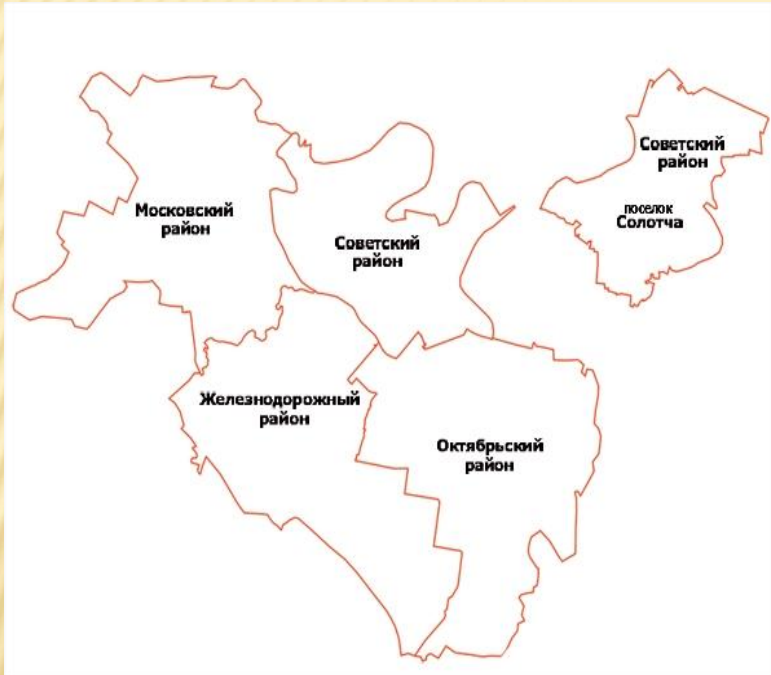 Московский
район
Советский
район
Советский
район
поселок
Солотча
Железнодорожный
район
Октябрьский
район